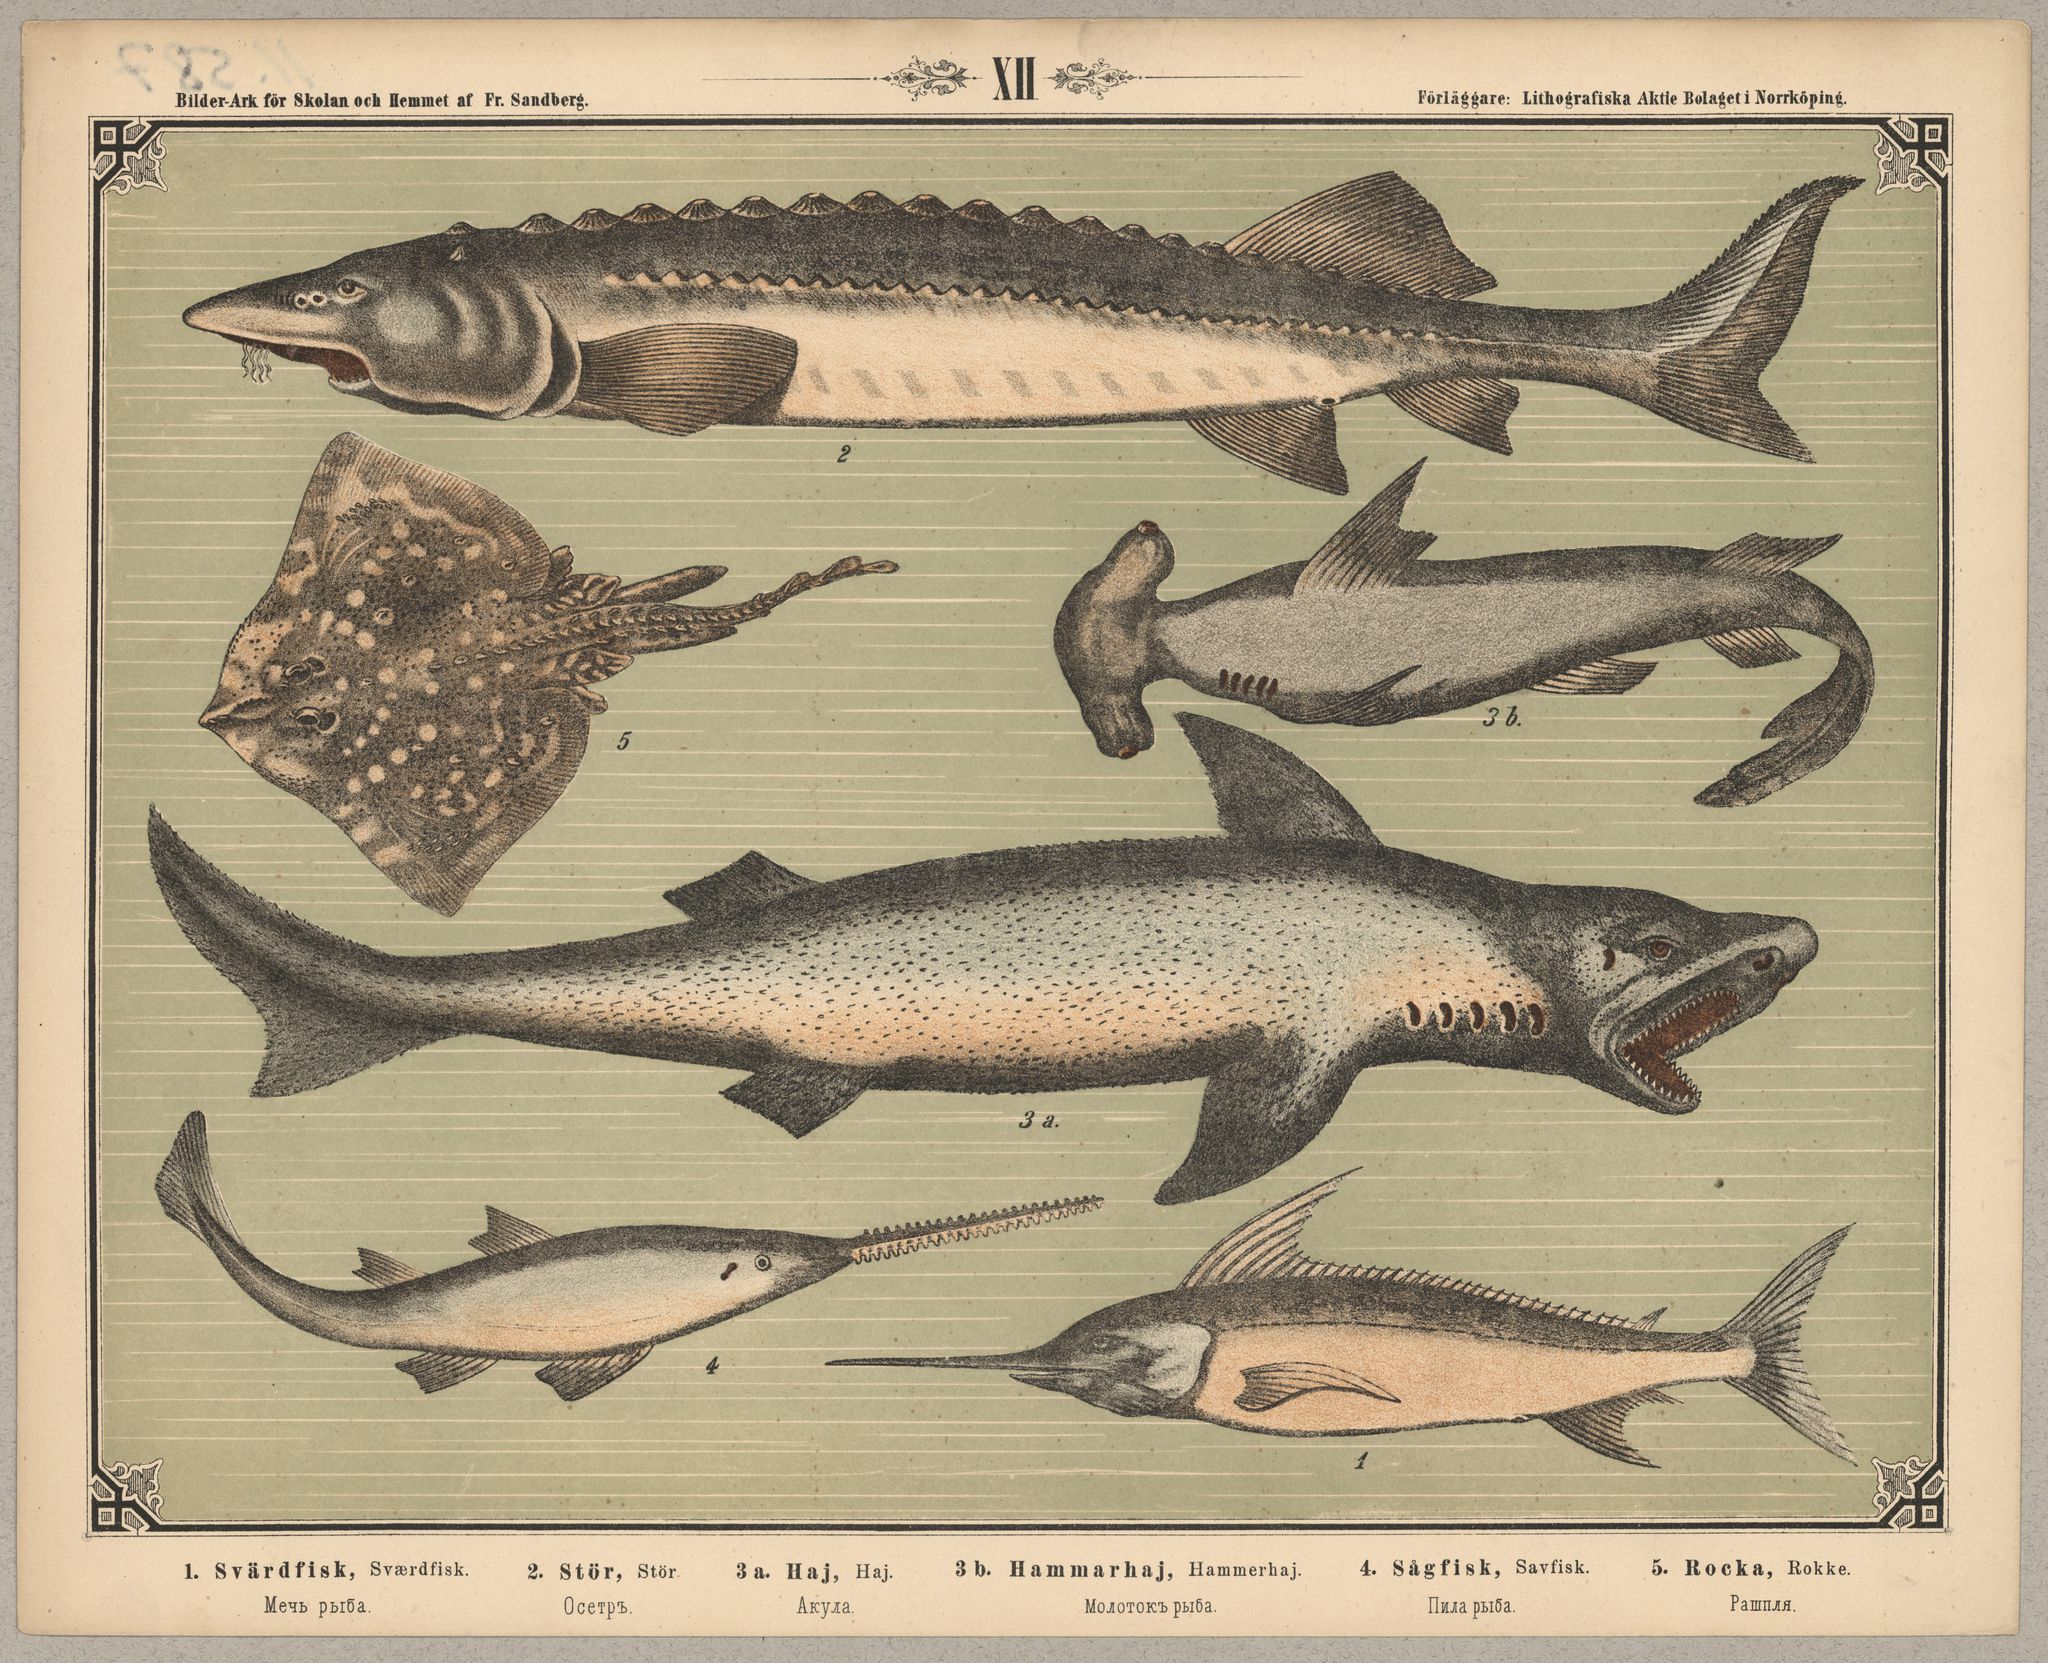 N. 587
XII
Bilder-Ark för Skolan och Hemmet af Fr. Sandberg.
Förläggare: Lithografiska Aktie Bolaget i Norrköping.
2
5
3 b.
3 a.
4
1
1. Svärdfisk, Sværdfisk. 2. Stör, Stör 3 a. Haj, Haj. 3 b. Hammarhaj, Hammerhaj. 4. Sågfisk, Savfisk. 5. Rocka, Rokke.
Мечь рыба. Осетръ. Акула. Молотокъ рыба. Пила рыба. Рашпля.